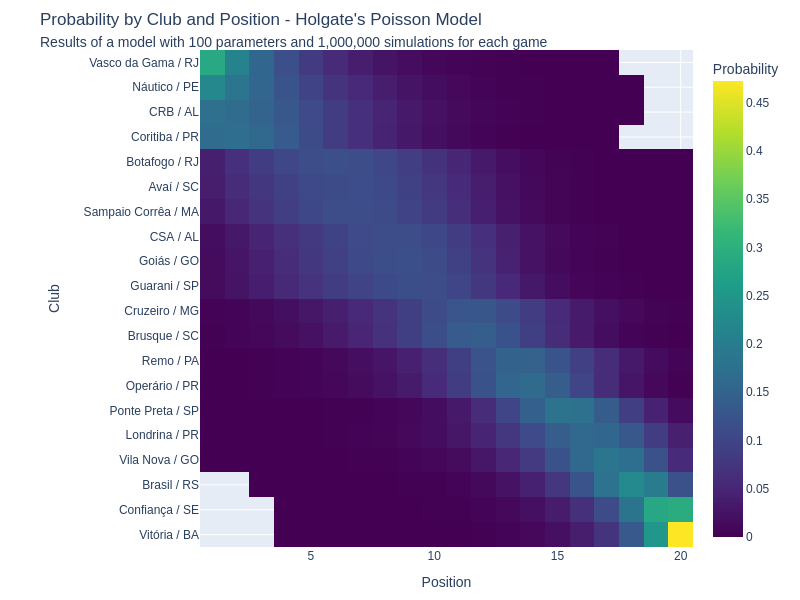 Probability by Club and Position - Holgate's Poisson Model
Results of a model with 100 parameters and 1,000,000 simulations for each game
Probability
Club
Vasco da Gama / RJ
Náutico / PE
CRB / AL
Coritiba / PR
Botafogo / RJ
Avaí / SC
Sampaio Corrêa / MA
CSA / AL
Goiás / GO
Guarani / SP
Cruzeiro / MG
Brusque / SC
Remo / PA
Operário / PR
Ponte Preta / SP
Londrina / PR
Vila Nova / GO
Brasil / RS
Confiança / SE
Vitória / BA
5 10 15 20
Position
0.45
0.4
0.35
0.3
0.25
0.2
0.15
0.1
0.05
0